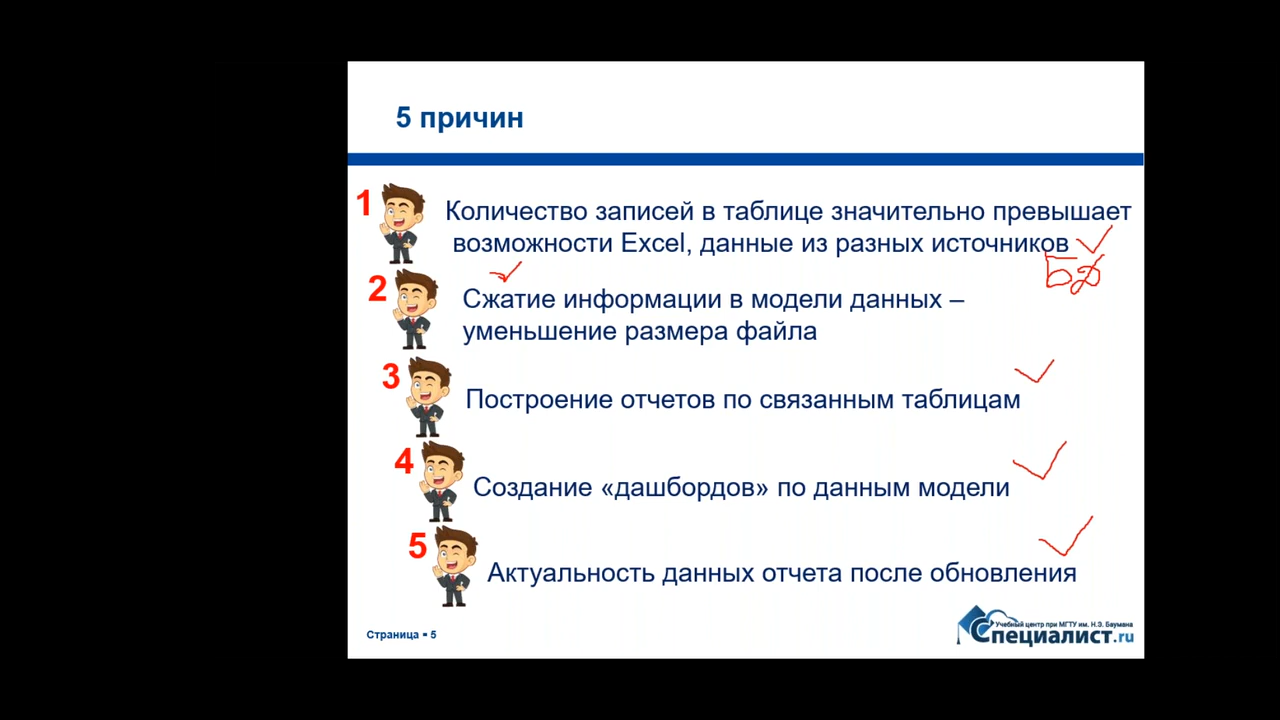 5 причин
1
Количество записей в таблице значительно превышает
возможности Excel, данные из разных источников
БД
2
Сжатие информации в модели данных –
уменьшение размера файла
3
Построение отчетов по связанным таблицам
4
Создание «дашбордов» по данным модели
5
Актуальность данных отчета после обновления
Страница ▪ 5
Учебный центр при МГТУ им. Н.Э. Баумана
Специалист.ru